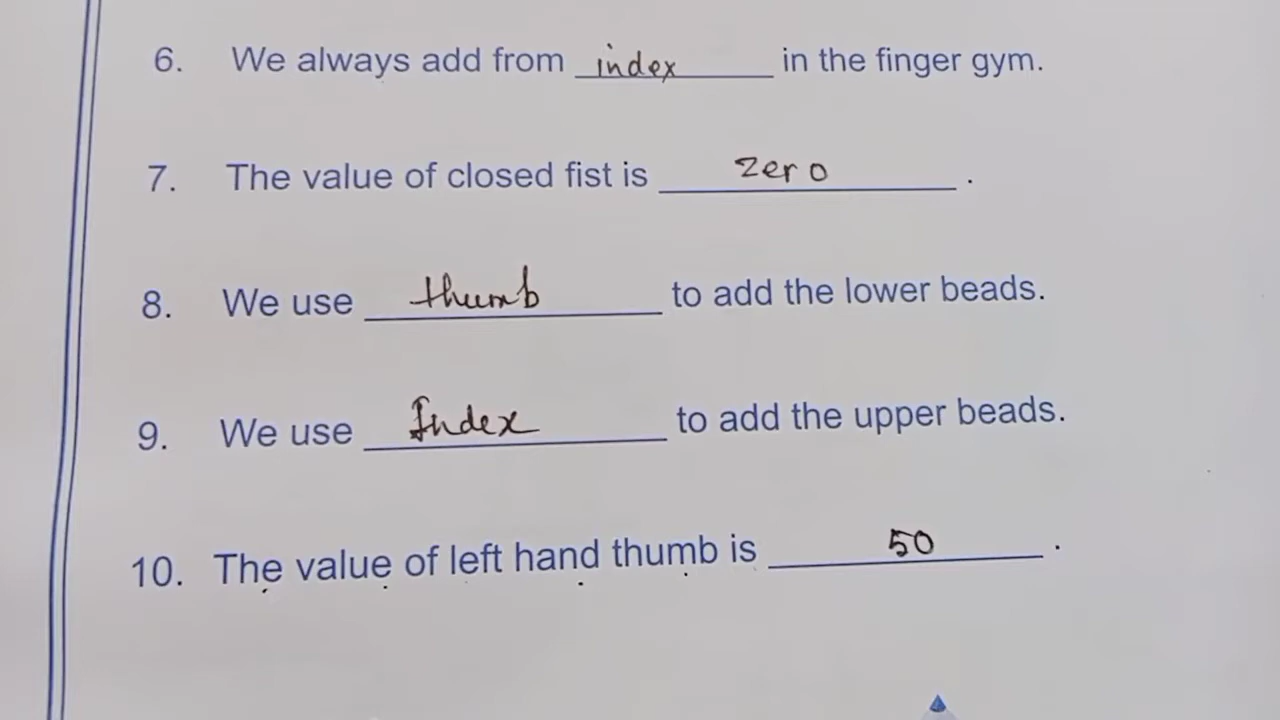 6. We always add from index in the finger gym.
7. The value of closed fist is zero.
8. We use thumb to add the lower beads.
9. We use Index to add the upper beads.
10. The value of left hand thumb is 50.